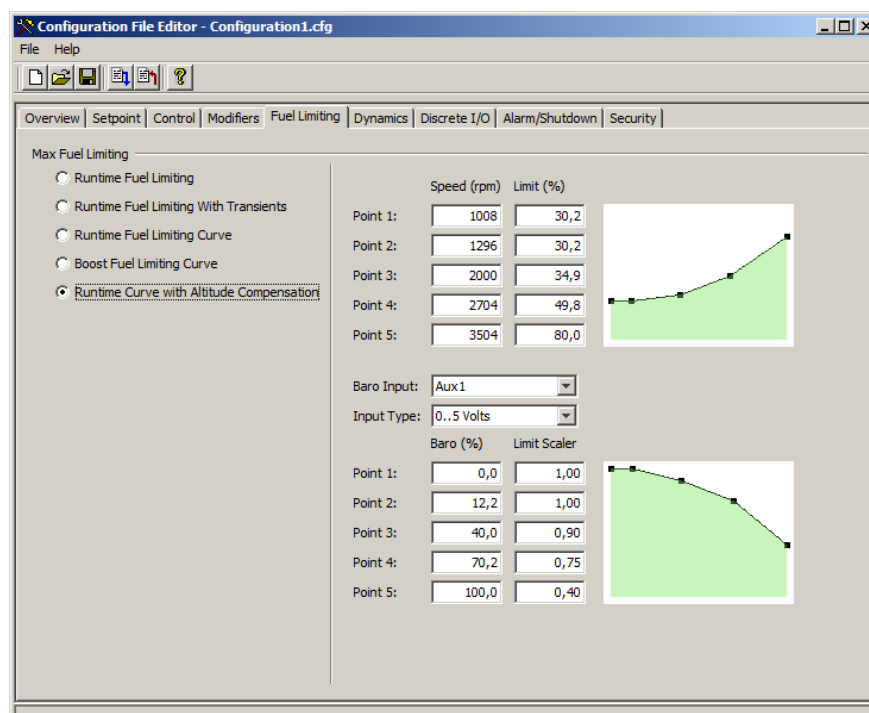 Configuration File Editor - Configuration1.cfg
File Help
Overview Setpoint Control Modifiers Fuel Limiting Dynamics Discrete I/O Alarm/Shutdown Security
Max Fuel Limiting
Runtime Fuel Limiting
Runtime Fuel Limiting With Transients
Runtime Fuel Limiting Curve
Boost Fuel Limiting Curve
Runtime Curve with Altitude Compensation
Speed (rpm) Limit (%)
Point 1: 1008 30,2
Point 2: 1296 30,2
Point 3: 2000 34,9
Point 4: 2704 49,8
Point 5: 3504 80,0
Baro Input: Aux1
Input Type: 0..5 Volts
Baro (%) Limit Scaler
Point 1: 0,0 1,00
Point 2: 12,2 1,00
Point 3: 40,0 0,90
Point 4: 70,2 0,75
Point 5: 100,0 0,40